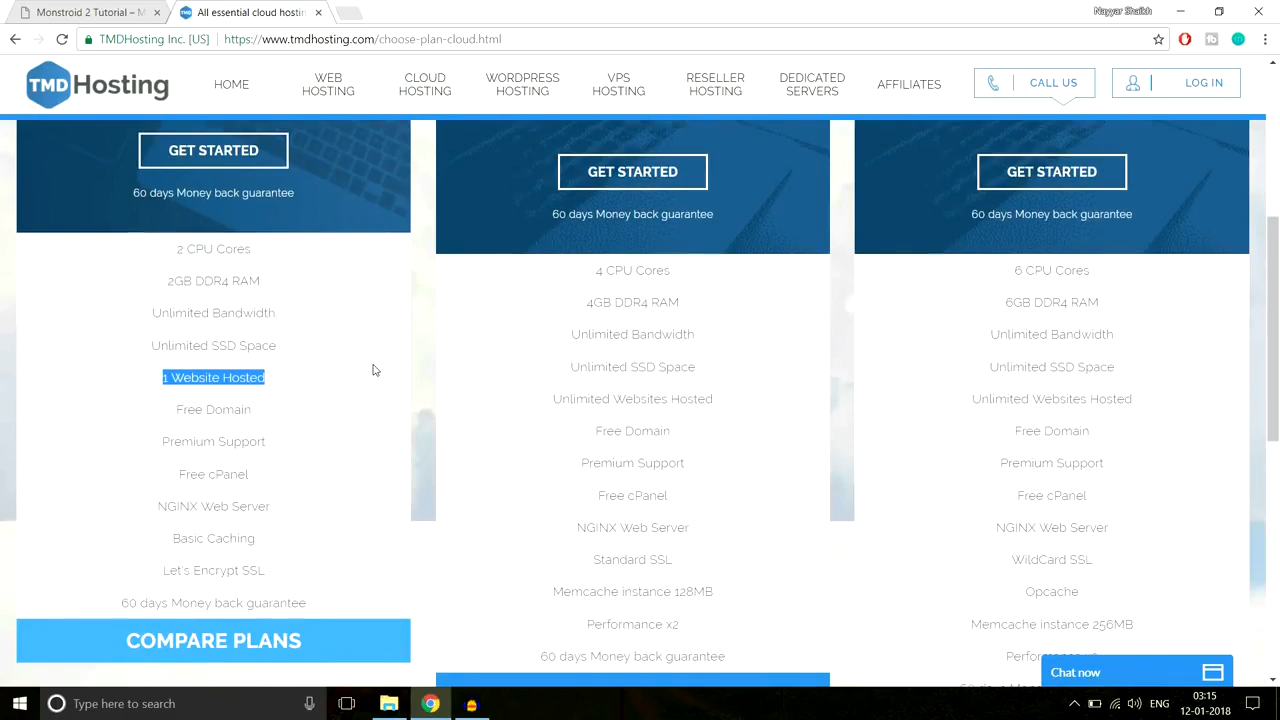 Monstroid 2 Tutorial – M
All essential cloud hosti
Nayyar Shaikh
TMDHosting Inc. [US]
https://www.tmdhosting.com/choose-plan-cloud.html
TMD Hosting
HOME
WEB
HOSTING
CLOUD
HOSTING
WORDPRESS
HOSTING
VPS
HOSTING
RESELLER
HOSTING
DEDICATED
SERVERS
AFFILIATES
CALL US
LOG IN
GET STARTED
60 days Money back guarantee
2 CPU Cores
2GB DDR4 RAM
Unlimited Bandwidth
Unlimited SSD Space
1 Website Hosted
Free Domain
Premium Support
Free cPanel
NGINX Web Server
Basic Caching
Let's Encrypt SSL
60 days Money back guarantee
COMPARE PLANS
GET STARTED
60 days Money back guarantee
4 CPU Cores
4GB DDR4 RAM
Unlimited Bandwidth
Unlimited SSD Space
Unlimited Websites Hosted
Free Domain
Premium Support
Free cPanel
NGINX Web Server
Standard SSL
Memcache instance 128MB
Performance x2
60 days Money back guarantee
GET STARTED
60 days Money back guarantee
6 CPU Cores
6GB DDR4 RAM
Unlimited Bandwidth
Unlimited SSD Space
Unlimited Websites Hosted
Free Domain
Premium Support
Free cPanel
NGINX Web Server
WildCard SSL
Opcache
Memcache instance 256MB
Chat now
Type here to search
ENG
03:15
12-01-2018